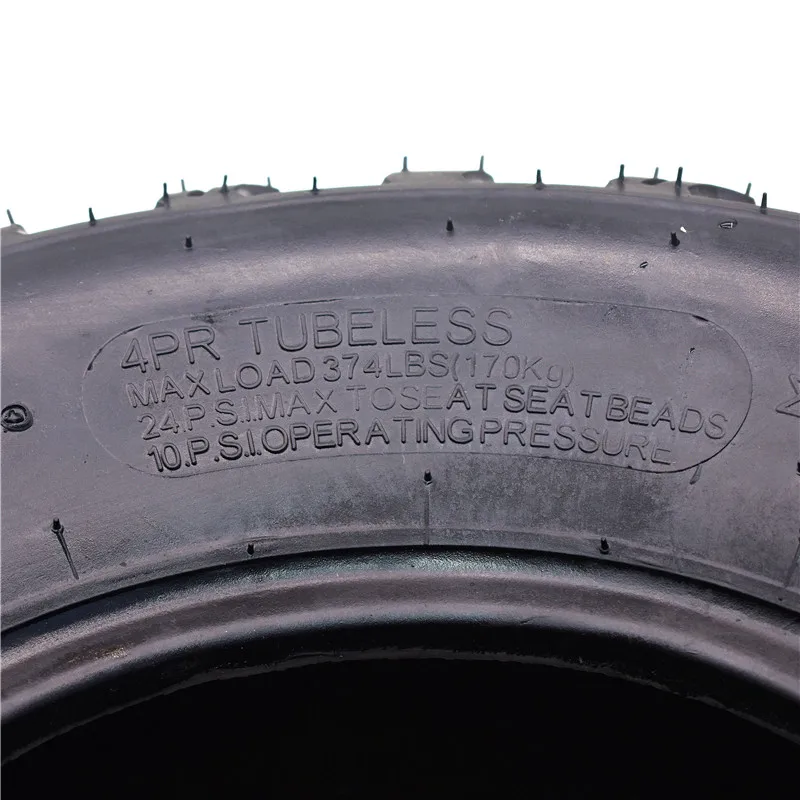 4PR TUBELESS
MAX LOAD 374LBS(170Kg)
24.P.S.I.MAX TO SEAT SEAT BEADS
10.P.S.I.OPERATING PRESSURE